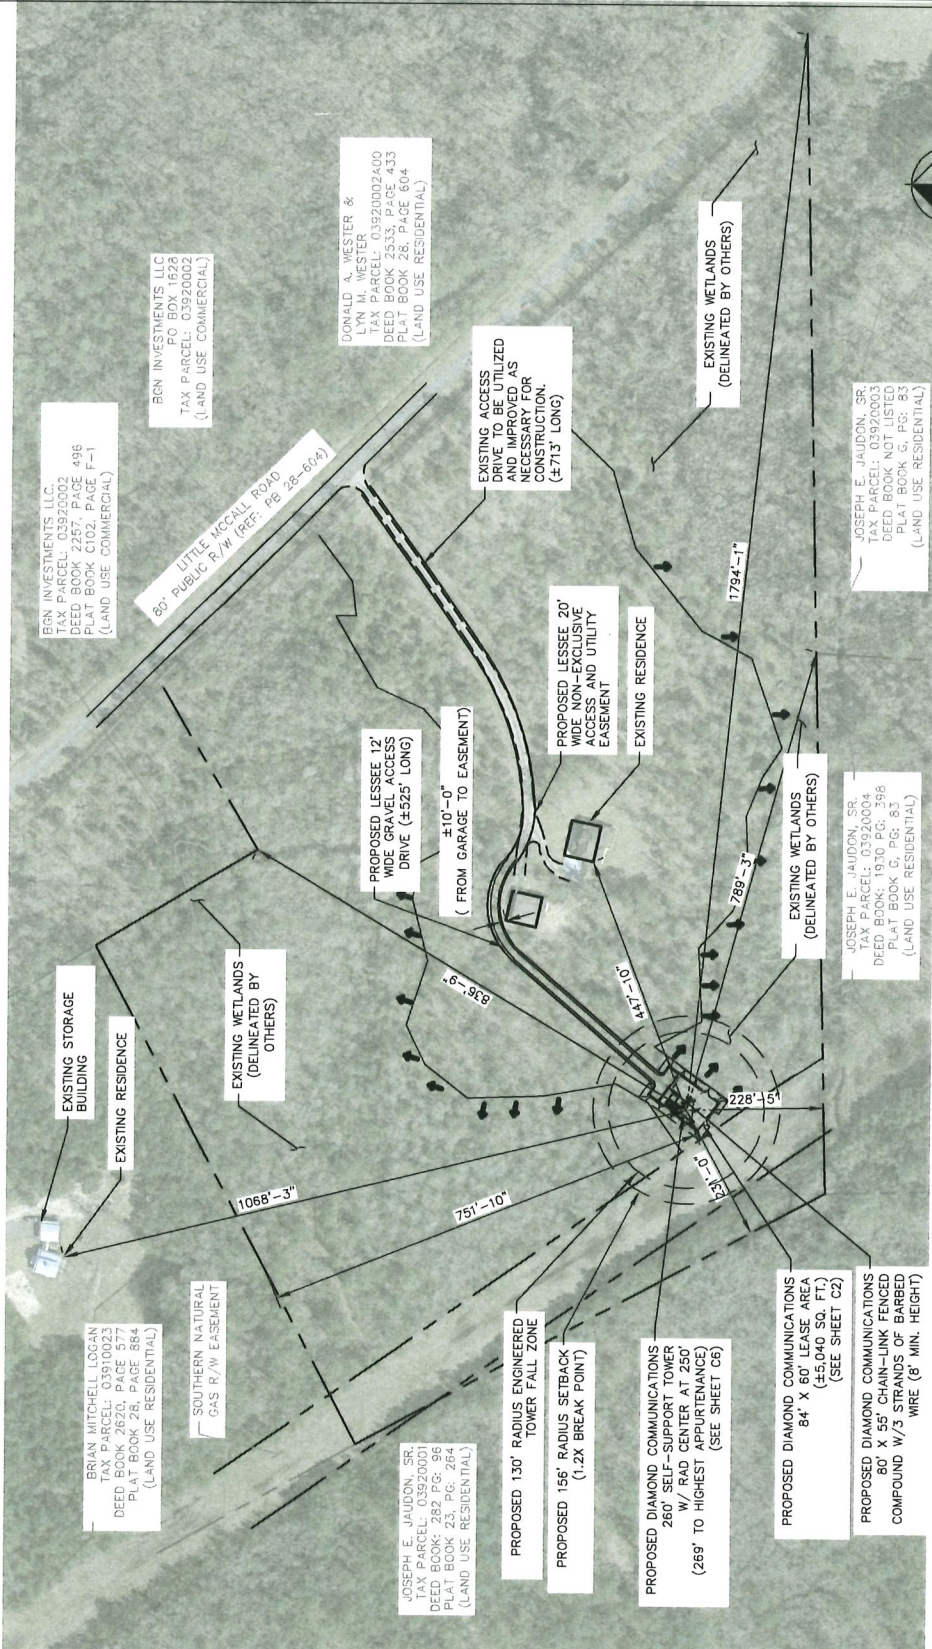 EXISTING STORAGE
BUILDING
EXISTING RESIDENCE
BRIAN MITCHELL LOGAN
TAX PARCEL: 03910023
DEED BOOK 2620, PAGE 577
PLAT BOOK 28, PAGE 884
(LAND USE RESIDENTIAL)
SOUTHERN NATURAL
GAS R/W EASEMENT
EXISTING WETLANDS
(DELINEATED BY
OTHERS)
1068'-3"
751'-10"
BGN INVESTMENTS LLC.
TAX PARCEL: 03920002
DEED BOOK 2257, PAGE 496
PLAT BOOK C102, PAGE F-1
(LAND USE COMMERCIAL)
BGN INVESTMENTS LLC
PO BOX 1628
TAX PARCEL: 03920002
(LAND USE COMMERCIAL)
LITTLE MCCALL ROAD
80' PUBLIC R/W (REF: PB 28-604)
DONALD A. WESTER &
LYN M. WESTER
TAX PARCEL: 03920002A00
DEED BOOK 2533, PAGE 433
PLAT BOOK 28, PAGE 604
(LAND USE RESIDENTIAL)
PROPOSED LESSEE 12'
WIDE GRAVEL ACCESS
DRIVE (±525' LONG)
±10'-0"
( FROM GARAGE TO EASEMENT)
836'-9"
EXISTING ACCESS
DRIVE TO BE UTILIZED
AND IMPROVED AS
NECESSARY FOR
CONSTRUCTION.
(±713' LONG)
PROPOSED LESSEE 20'
WIDE NON-EXCLUSIVE
ACCESS AND UTILITY
EASEMENT
EXISTING RESIDENCE
447'-10"
EXISTING WETLANDS
(DELINEATED BY OTHERS)
1794'-1"
789'-3"
EXISTING WETLANDS
(DELINEATED BY OTHERS)
228'-5"
231'-0"
JOSEPH E. JAUDON, SR.
TAX PARCEL: 03920001
DEED BOOK: 282 PG: 96
PLAT BOOK 23, PG: 264
(LAND USE RESIDENTIAL)
PROPOSED 130' RADIUS ENGINEERED
TOWER FALL ZONE
PROPOSED 156' RADIUS SETBACK
(1.2X BREAK POINT)
PROPOSED DIAMOND COMMUNICATIONS
260' SELF-SUPPORT TOWER
W/ RAD CENTER AT 250'
(269' TO HIGHEST APPURTENANCE)
(SEE SHEET C6)
PROPOSED DIAMOND COMMUNICATIONS
84' X 60' LEASE AREA
(±5,040 SQ. FT.)
(SEE SHEET C2)
PROPOSED DIAMOND COMMUNICATIONS
80' X 55' CHAIN-LINK FENCED
COMPOUND W/3 STRANDS OF BARBED
WIRE (8' MIN. HEIGHT)
JOSEPH E. JAUDON, SR.
TAX PARCEL: 03920004
DEED BOOK: 1930 PG: 398
PLAT BOOK G, PG: 83
(LAND USE RESIDENTIAL)
JOSEPH E. JAUDON, SR.
TAX PARCEL: 03920003
DEED BOOK NOT LISTED
PLAT BOOK G, PG: 83
(LAND USE RESIDENTIAL)